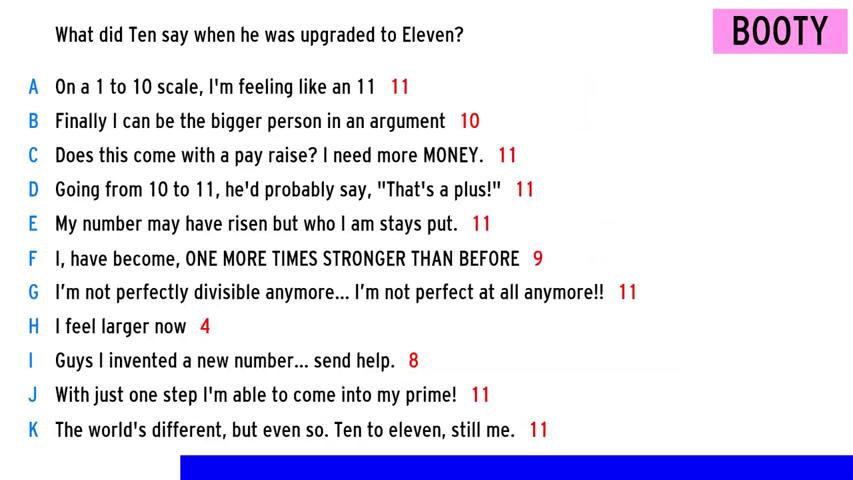 What did Ten say when he was upgraded to Eleven?
BOOTY
A On a 1 to 10 scale, I'm feeling like an 11 11
B Finally I can be the bigger person in an argument 10
C Does this come with a pay raise? I need more MONEY. 11
D Going from 10 to 11, he'd probably say, "That's a plus!" 11
E My number may have risen but who I am stays put. 11
F I, have become, ONE MORE TIMES STRONGER THAN BEFORE 9
G I’m not perfectly divisible anymore... I’m not perfect at all anymore!! 11
H I feel larger now 4
I Guys I invented a new number... send help. 8
J With just one step I'm able to come into my prime! 11
K The world's different, but even so. Ten to eleven, still me. 11